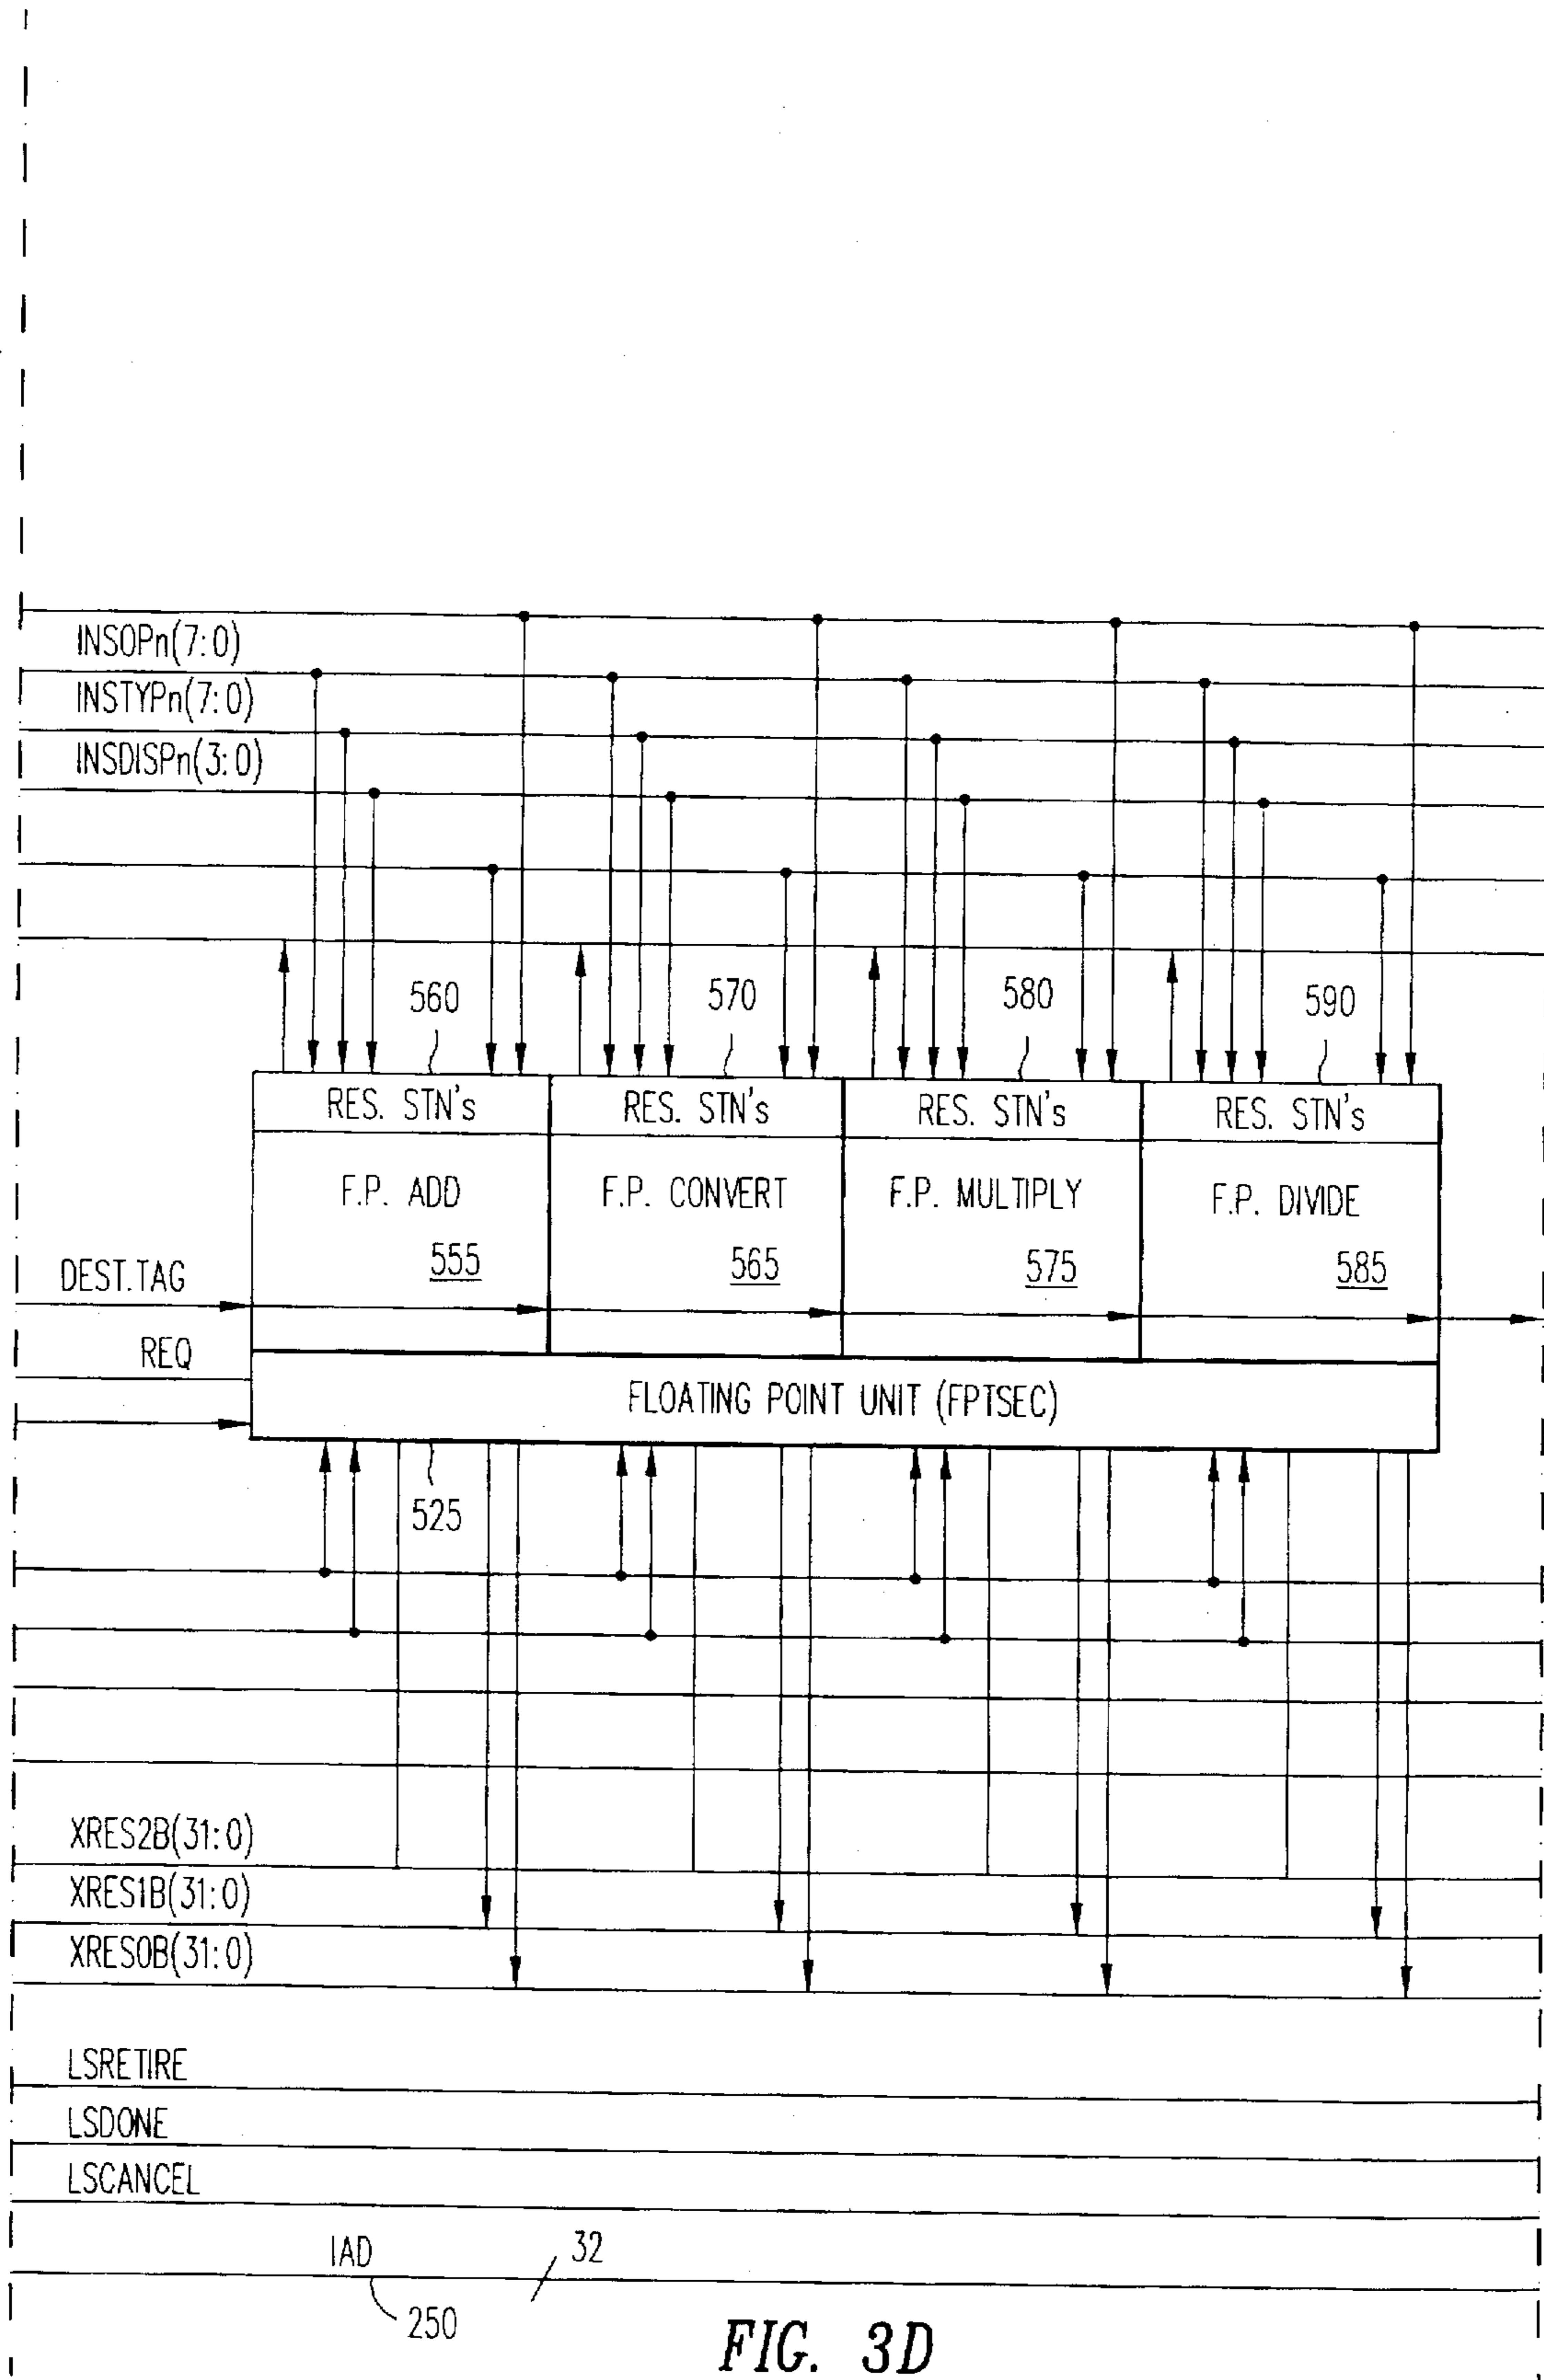 INSOPn(7:0)
INSTYPn(7:0)
INSDISPn(3:0)
560
570
580
590
RES. STN's
RES. STN's
RES. STN's
RES. STN's
F.P. ADD
F.P. CONVERT
F.P. MULTIPLY
F.P. DIVIDE
555
565
575
585
DEST.TAG
REQ
FLOATING POINT UNIT (FPTSEC)
525
XRES2B(31:0)
XRES1B(31:0)
XRES0B(31:0)
LSRETIRE
LSDONE
LSCANCEL
IAD
32
250
FIG. 3D